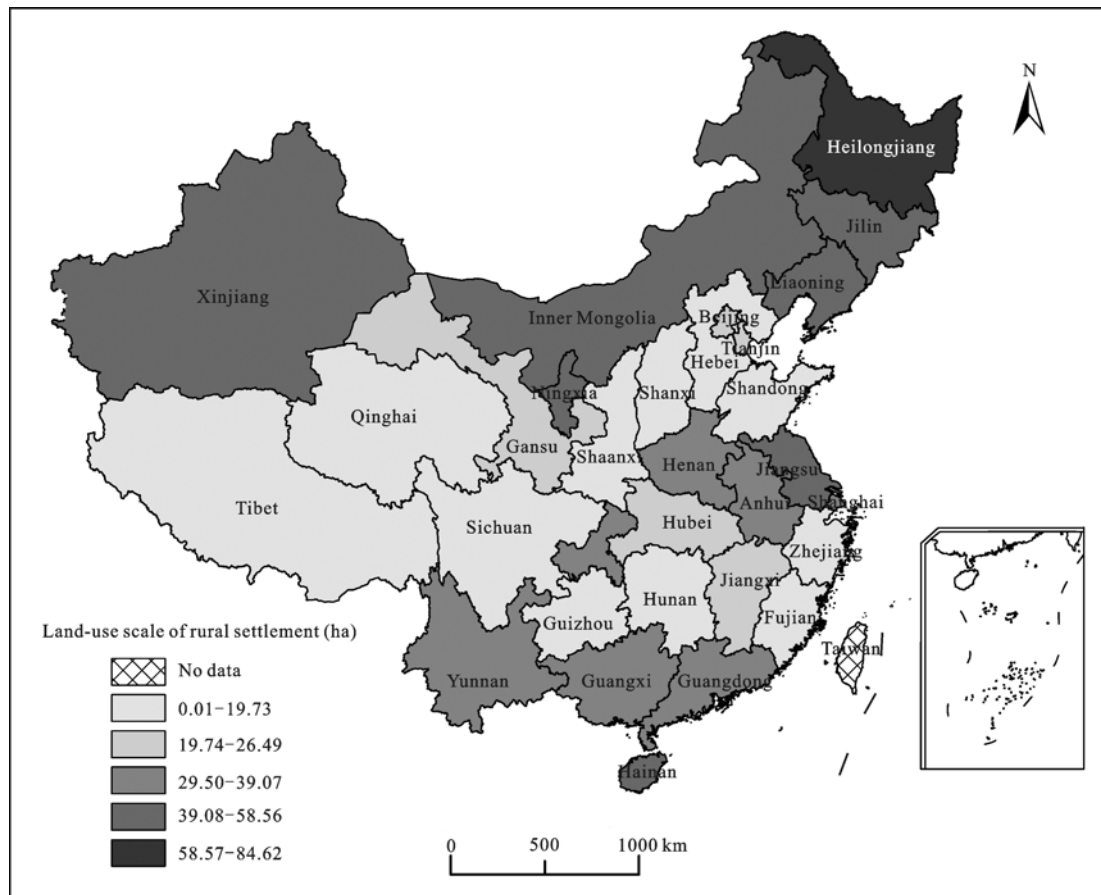 N
Heilongjiang
Jilin
Liaoning
Xinjiang
Inner Mongolia
Beijing
Tianjin
Hebei
Ningxia
Shanxi
Shandong
Qinghai
Gansu
Shaanxi
Henan
Jiangsu
Anhui
Shanghai
Tibet
Sichuan
Hubei
Zhejiang
Jiangxi
Hunan
Guizhou
Fujian
Taiwan
Yunnan
Guangxi
Guangdong
Hainan
Land-use scale of rural settlement (ha)
No data
0.01-19.73
19.74-26.49
29.50-39.07
39.08-58.56
58.57-84.62
0 500 1000 km